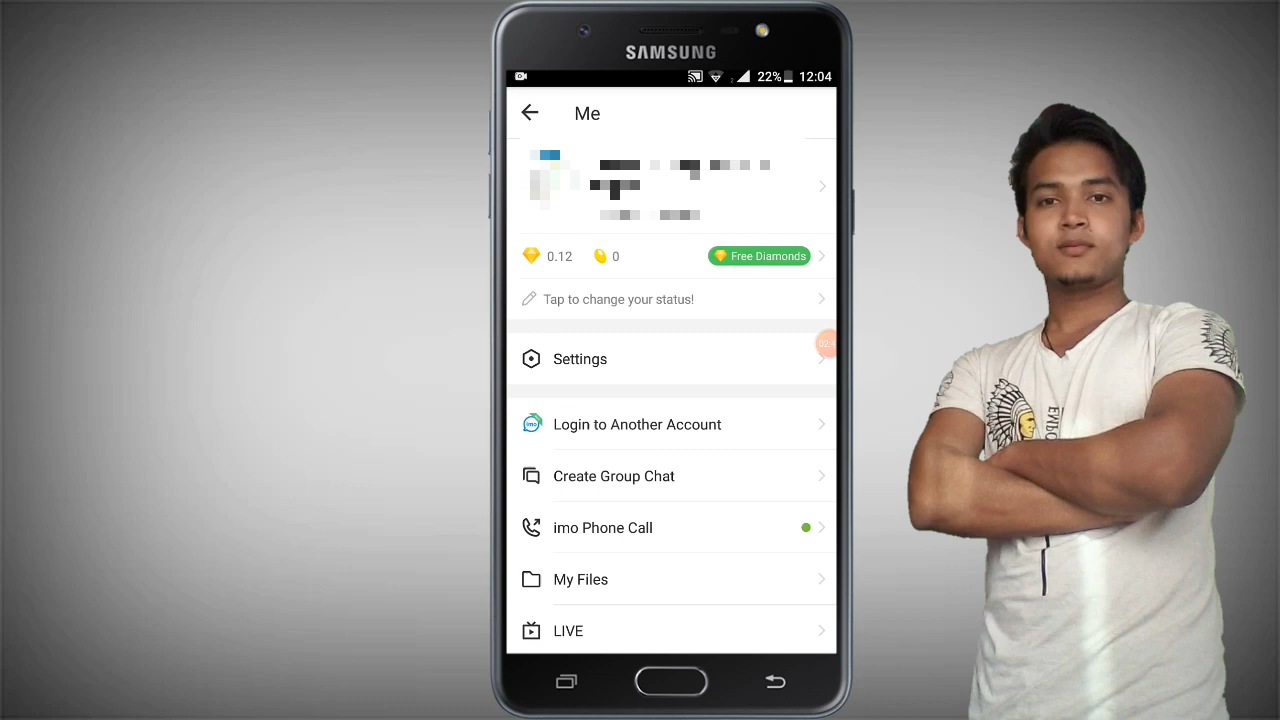 SAMSUNG
22% 12:04
Me
0.12 0 Free Diamonds
Tap to change your status!
Settings
Login to Another Account
imo
Create Group Chat
imo Phone Call
My Files
LIVE